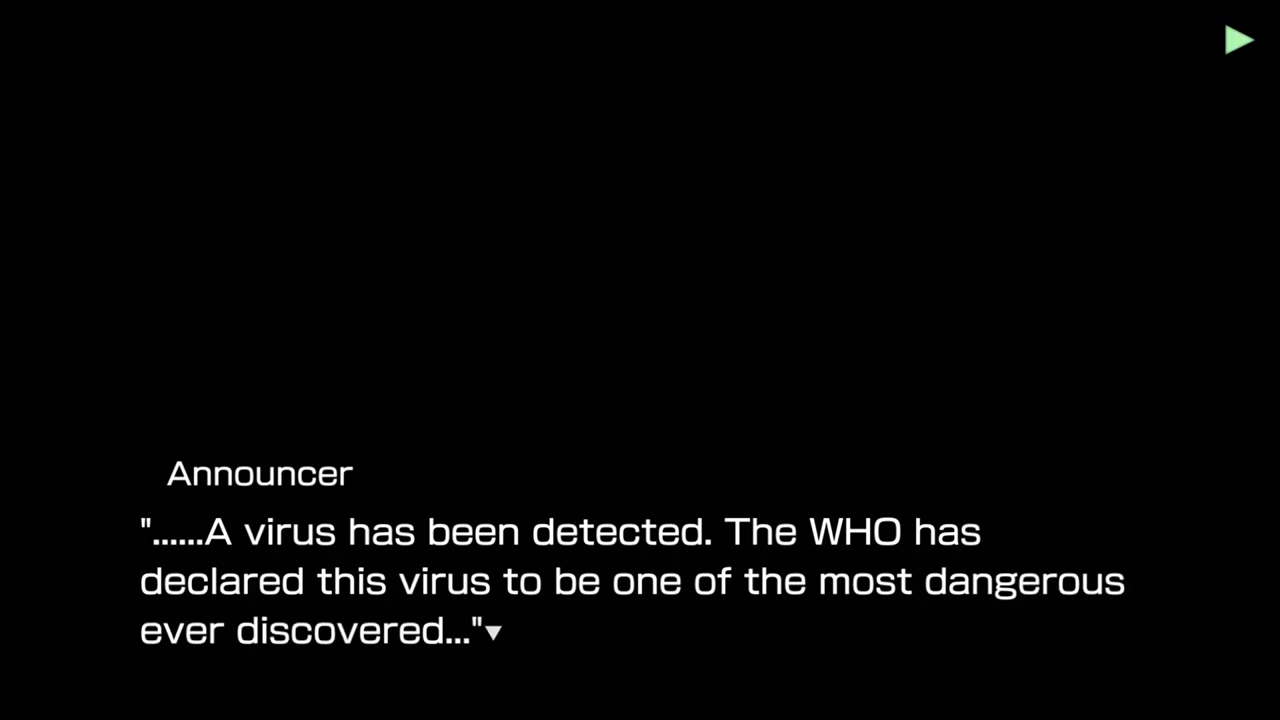 Announcer
"......A virus has been detected. The WHO has
declared this virus to be one of the most dangerous
ever discovered..."